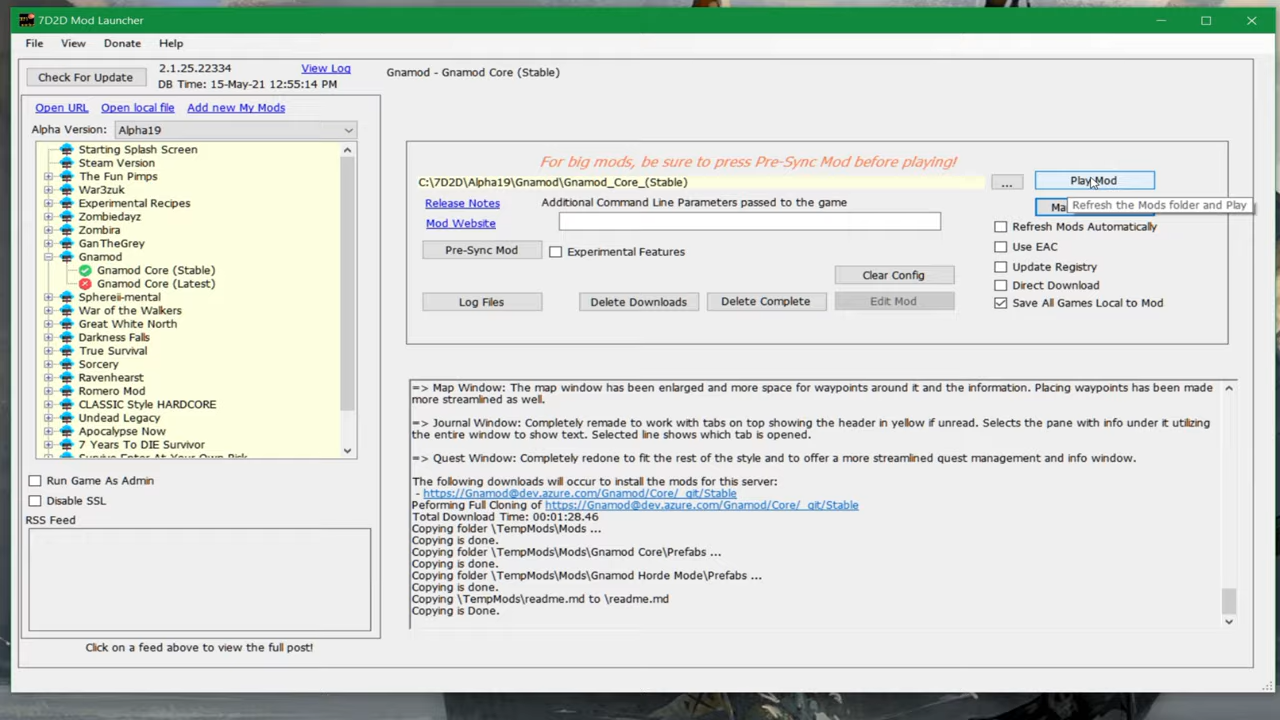 7D2D Mod Launcher
File View Donate Help
Check For Update
2.1.25.22334
View Log
DB Time: 15-May-21 12:55:14 PM
Open URL Open local file Add new My Mods
Alpha Version: Alpha19
Starting Splash Screen
Steam Version
The Fun Pimps
War3zuk
Experimental Recipes
Zombiedayz
Zombira
GanTheGrey
Gnamod
Gnamod Core (Stable)
Gnamod Core (Latest)
Sphereii-mental
War of the Walkers
Great White North
Darkness Falls
True Survival
Sorcery
Ravenhearst
Romero Mod
CLASSIC Style HARDCORE
Undead Legacy
Apocalypse Now
7 Years To DIE Survivor
Survive Enter At Your Own Risk
Run Game As Admin
Disable SSL
RSS Feed
Click on a feed above to view the full post!
Gnamod - Gnamod Core (Stable)
For big mods, be sure to press Pre-Sync Mod before playing!
C:\7D2D\Alpha19\Gnamod\Gnamod_Core_(Stable)
...
Play Mod
Release Notes
Additional Command Line Parameters passed to the game
Ma
Refresh the Mods folder and Play
Mod Website
Refresh Mods Automatically
Pre-Sync Mod
Experimental Features
Use EAC
Update Registry
Clear Config
Direct Download
Log Files
Delete Downloads
Delete Complete
Edit Mod
Save All Games Local to Mod
=> Map Window: The map window has been enlarged and more space for waypoints around it and the information. Placing waypoints has been made
more streamlined as well.
=> Journal Window: Completely remade to work with tabs on top showing the header in yellow if unread. Selects the pane with info under it utilizing
the entire window to show text. Selected line shows which tab is opened.
=> Quest Window: Completely redone to fit the rest of the style and to offer a more streamlined quest management and info window.
The following downloads will occur to install the mods for this server:
- https://Gnamod@dev.azure.com/Gnamod/Core/_git/Stable
Peforming Full Cloning of https://Gnamod@dev.azure.com/Gnamod/Core/_git/Stable
Total Download Time: 00:01:28.46
Copying folder \TempMods\Mods ...
Copying is done.
Copying folder \TempMods\Mods\Gnamod Core\Prefabs ...
Copying is done.
Copying folder \TempMods\Mods\Gnamod Horde Mode\Prefabs ...
Copying is done.
Copying \TempMods\readme.md to \readme.md
Copying is Done.